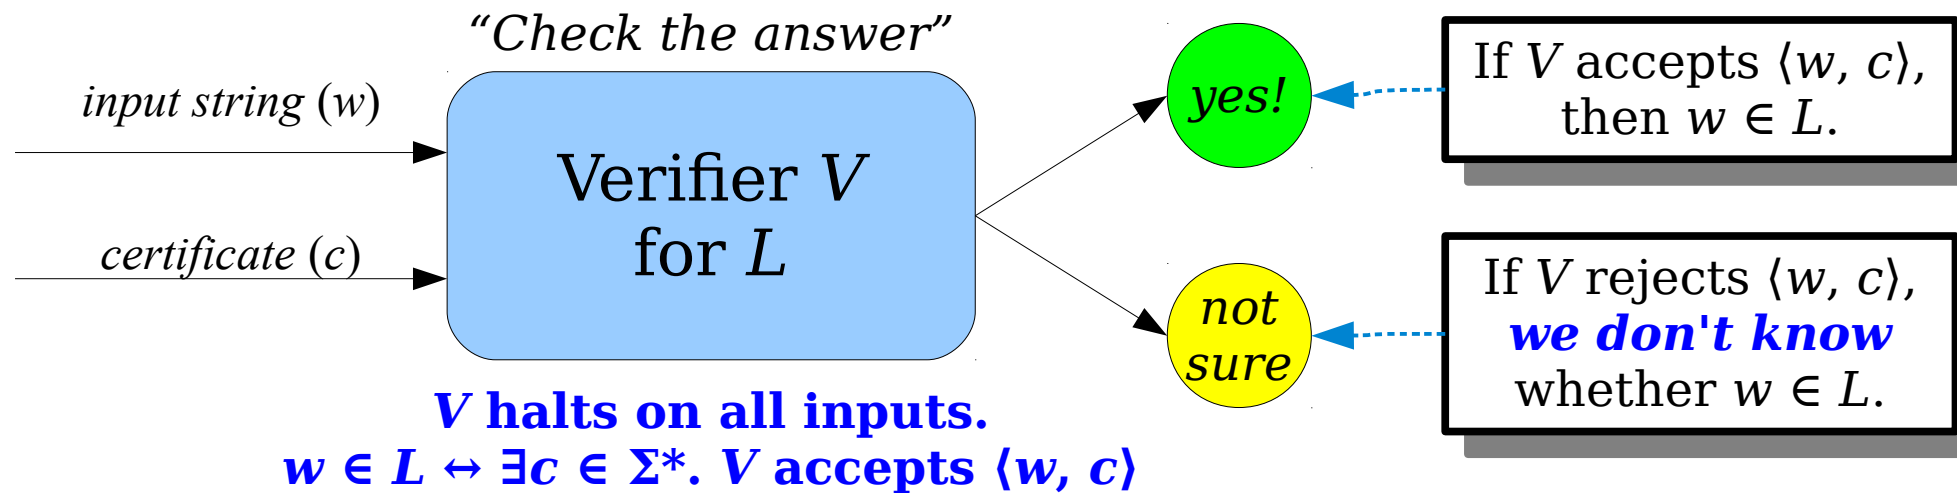 “Check the answer”
input string (w)
certificate (c)
Verifier V
for L
yes!
not
sure
If V accepts ⟨w, c⟩,
then w ∈ L.
If V rejects ⟨w, c⟩,
we don't know
whether w ∈ L.
V halts on all inputs.
w ∈ L ↔ ∃c ∈ Σ*. V accepts ⟨w, c⟩